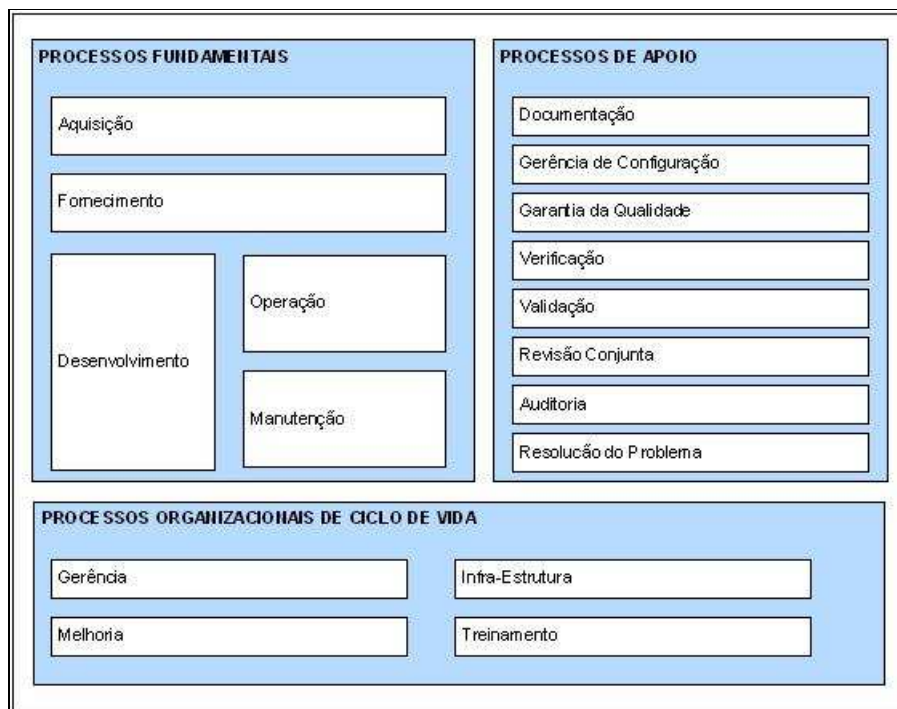 PROCESSOS FUNDAMENTAIS
Aquisição
Fornecimento
Desenvolvimento
Operação
Manutenção
PROCESSOS DE APOIO
Documentação
Gerência de Configuração
Garantia da Qualidade
Verificação
Validação
Revisão Conjunta
Auditoria
Resolucão do Problema
PROCESSOS ORGANIZACIONAIS DE CICLO DE VIDA
Gerência
Infra-Estrutura
Melhoria
Treinamento